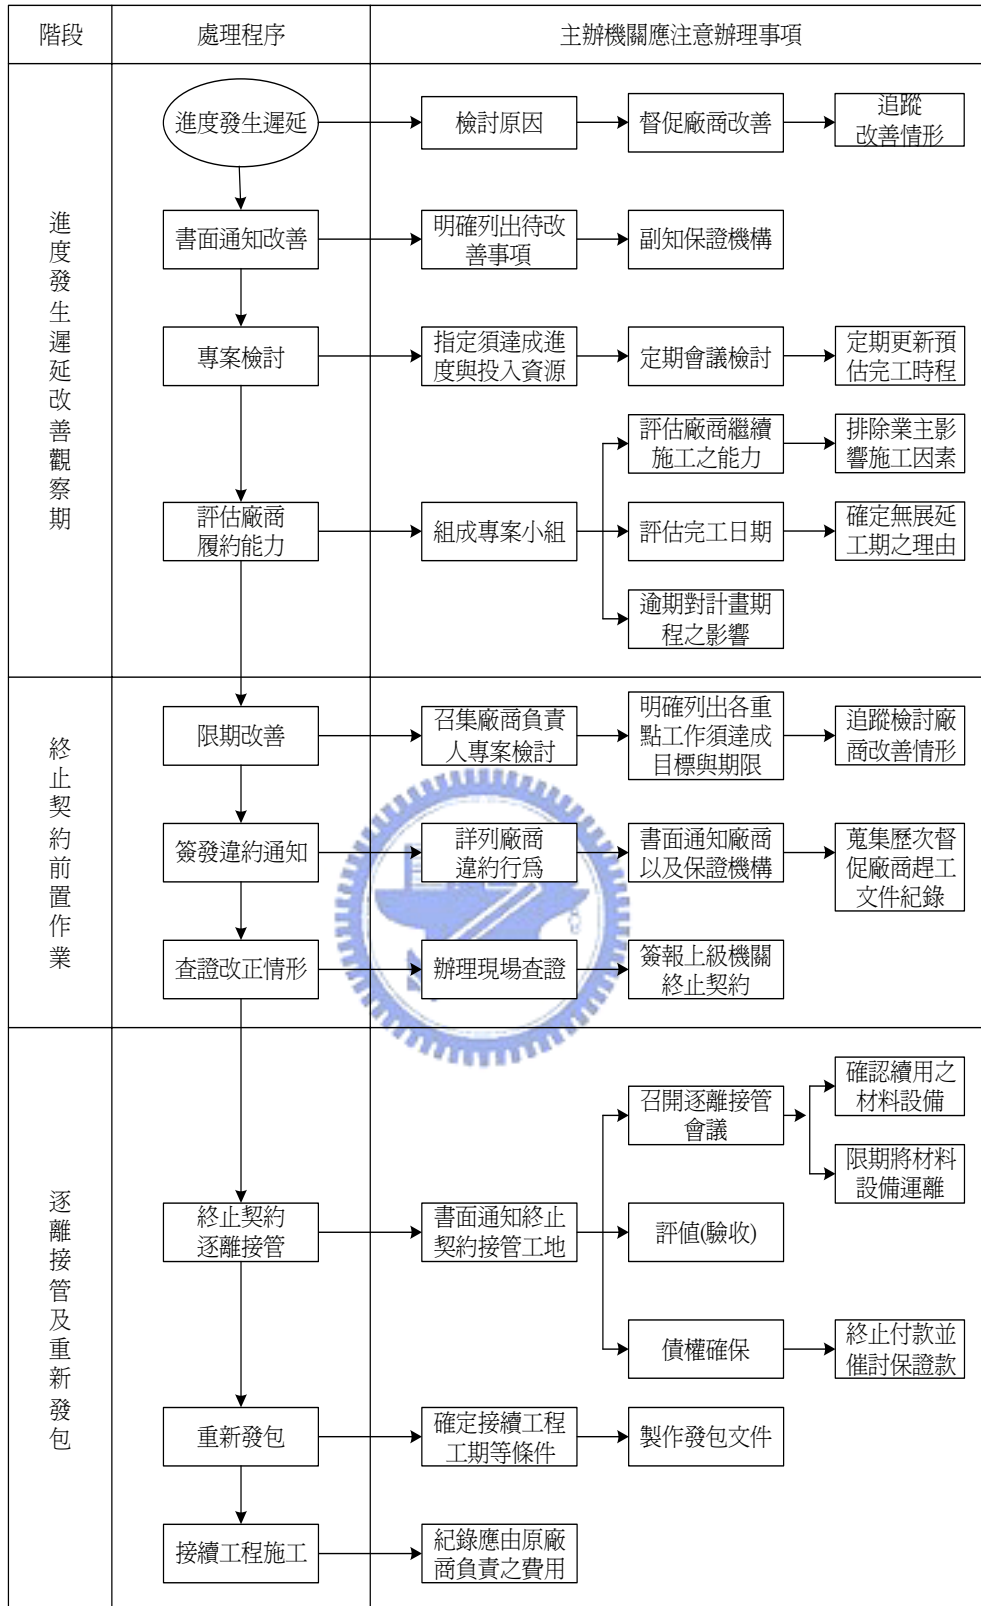 階段
處理程序
主辦機關應注意辦理事項
進度發生遲延改善觀察期
進度發生遲延
檢討原因
督促廠商改善
追蹤
改善情形
書面通知改善
明確列出待改
善事項
副知保證機構
專案檢討
指定須達成進
度與投入資源
定期會議檢討
定期更新預
估完工時程
評估廠商
履約能力
組成專案小組
評估廠商繼續
施工之能力
排除業主影
響施工因素
評估完工日期
確定無展延
工期之理由
逾期對計畫期
程之影響
終止契約前置作業
限期改善
召集廠商負責
人專案檢討
明確列出各重
點工作須達成
目標與期限
追蹤檢討廠
商改善情形
簽發違約通知
詳列廠商
違約行為
書面通知廠商
以及保證機構
蒐集歷次督
促廠商趕工
文件紀錄
查證改正情形
辦理現場查證
簽報上級機關
終止契約
逐離接管及重新發包
終止契約
逐離接管
書面通知終止
契約接管工地
召開逐離接管
會議
確認續用之
材料設備
限期將材料
設備運離
評值(驗收)
債權確保
終止付款並
催討保證款
重新發包
確定接續工程
工期等條件
製作發包文件
接續工程施工
紀錄應由原廠
商負責之費用